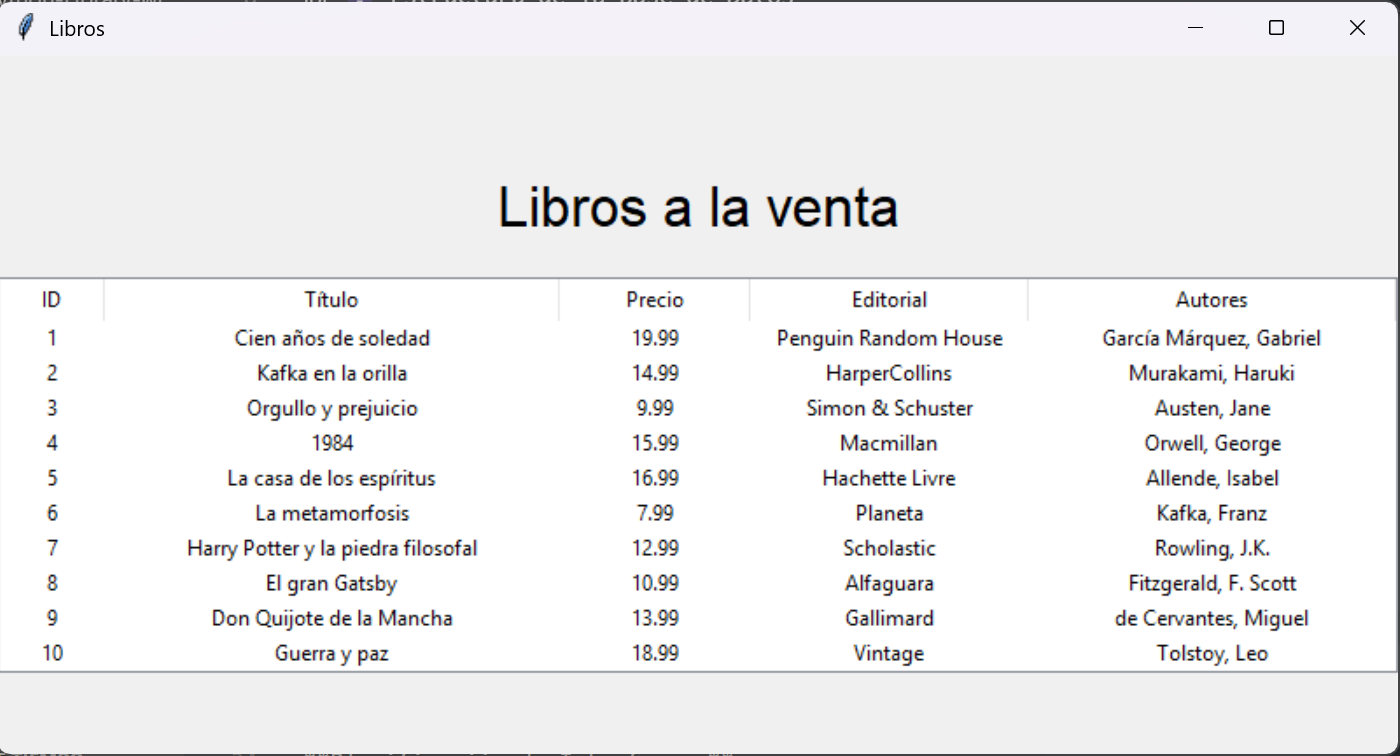 Libros
Libros a la venta
ID Título Precio Editorial Autores
1 Cien años de soledad 19.99 Penguin Random House García Márquez, Gabriel
2 Kafka en la orilla 14.99 HarperCollins Murakami, Haruki
3 Orgullo y prejuicio 9.99 Simon & Schuster Austen, Jane
4 1984 15.99 Macmillan Orwell, George
5 La casa de los espíritus 16.99 Hachette Livre Allende, Isabel
6 La metamorfosis 7.99 Planeta Kafka, Franz
7 Harry Potter y la piedra filosofal 12.99 Scholastic Rowling, J.K.
8 El gran Gatsby 10.99 Alfaguara Fitzgerald, F. Scott
9 Don Quijote de la Mancha 13.99 Gallimard de Cervantes, Miguel
10 Guerra y paz 18.99 Vintage Tolstoy, Leo